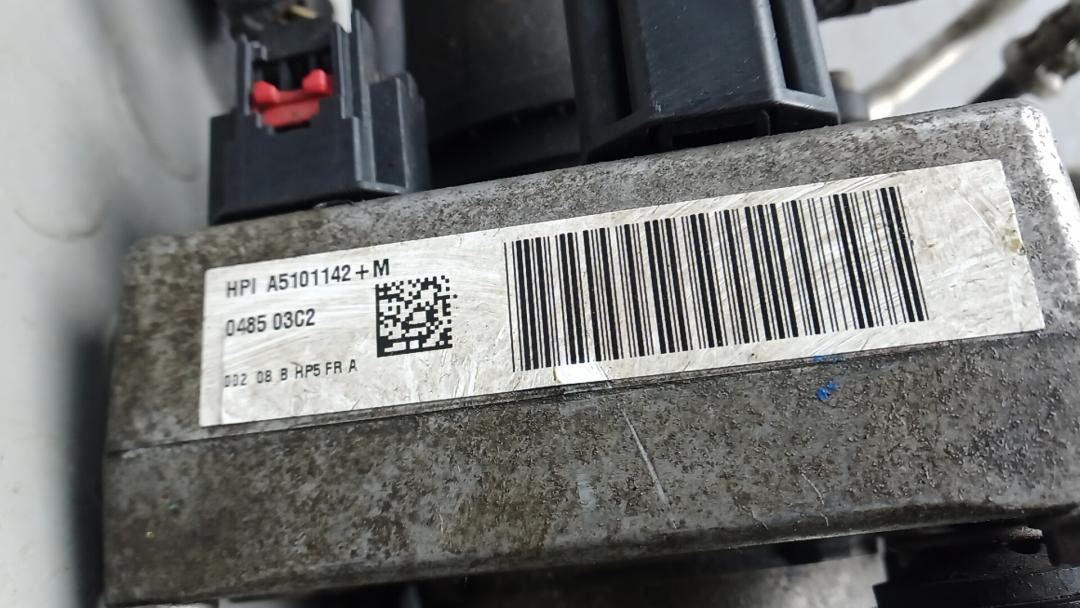 HPI A5101142+M
0485 03C2
002 08 B HP5 FR A